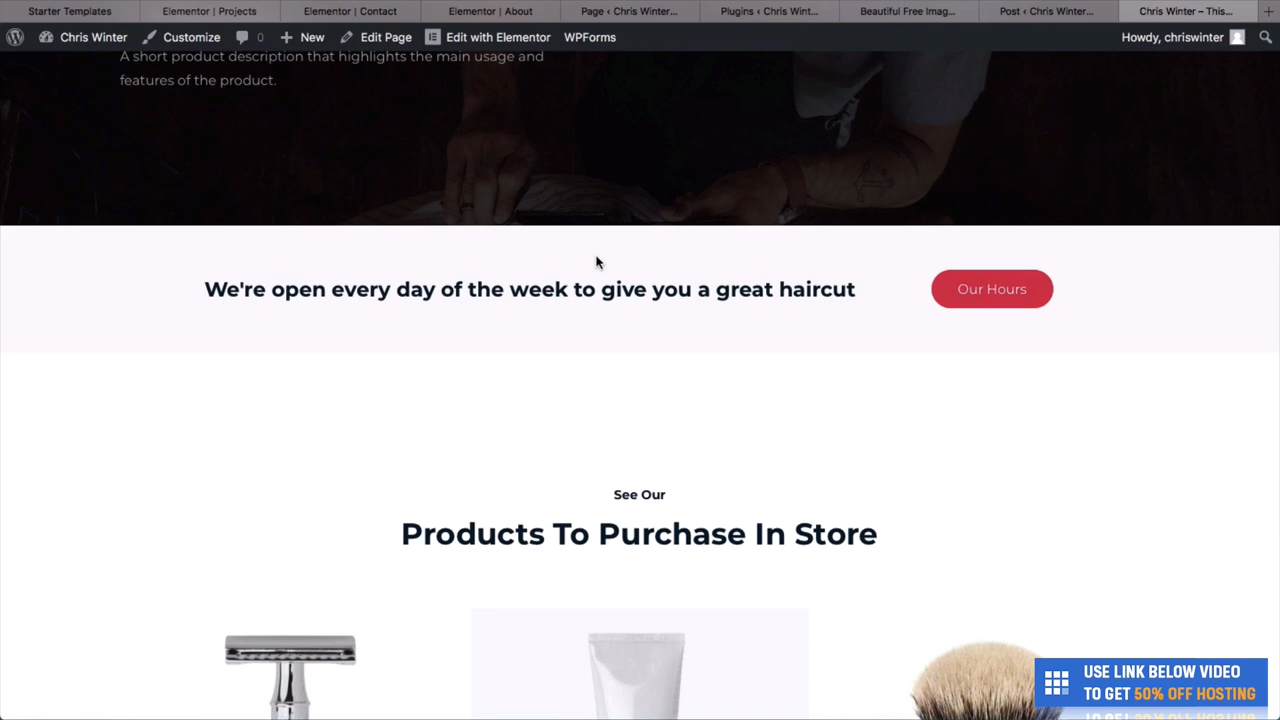 Starter Templates
Elementor | Projects
Elementor | Contact
Elementor | About
Page ‹ Chris Winter...
Plugins ‹ Chris Wint...
Beautiful Free Imag...
Post ‹ Chris Winter...
Chris Winter – This...
Chris Winter
Customize
0
New
Edit Page
Edit with Elementor
WPForms
Howdy, chriswinter
A short product description that highlights the main usage and
features of the product.
We're open every day of the week to give you a great haircut
Our Hours
See Our
Products To Purchase In Store
USE LINK BELOW VIDEO
TO GET 50% OFF HOSTING